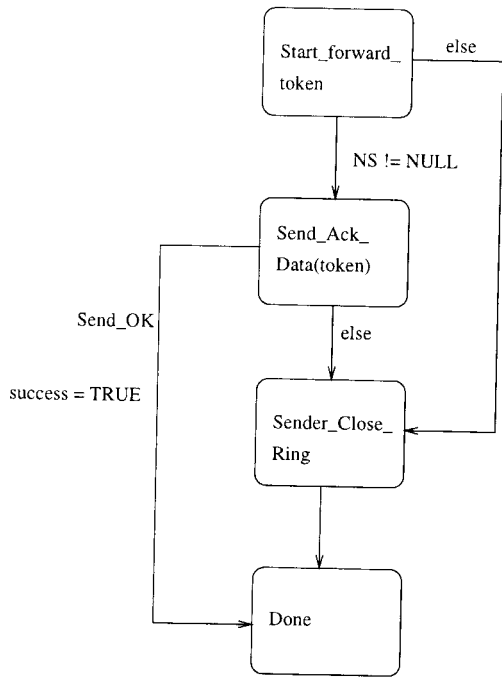 Start_forward_
token
else
NS != NULL
Send_Ack_
Data(token)
Send_OK
else
success = TRUE
Sender_Close_
Ring
Done